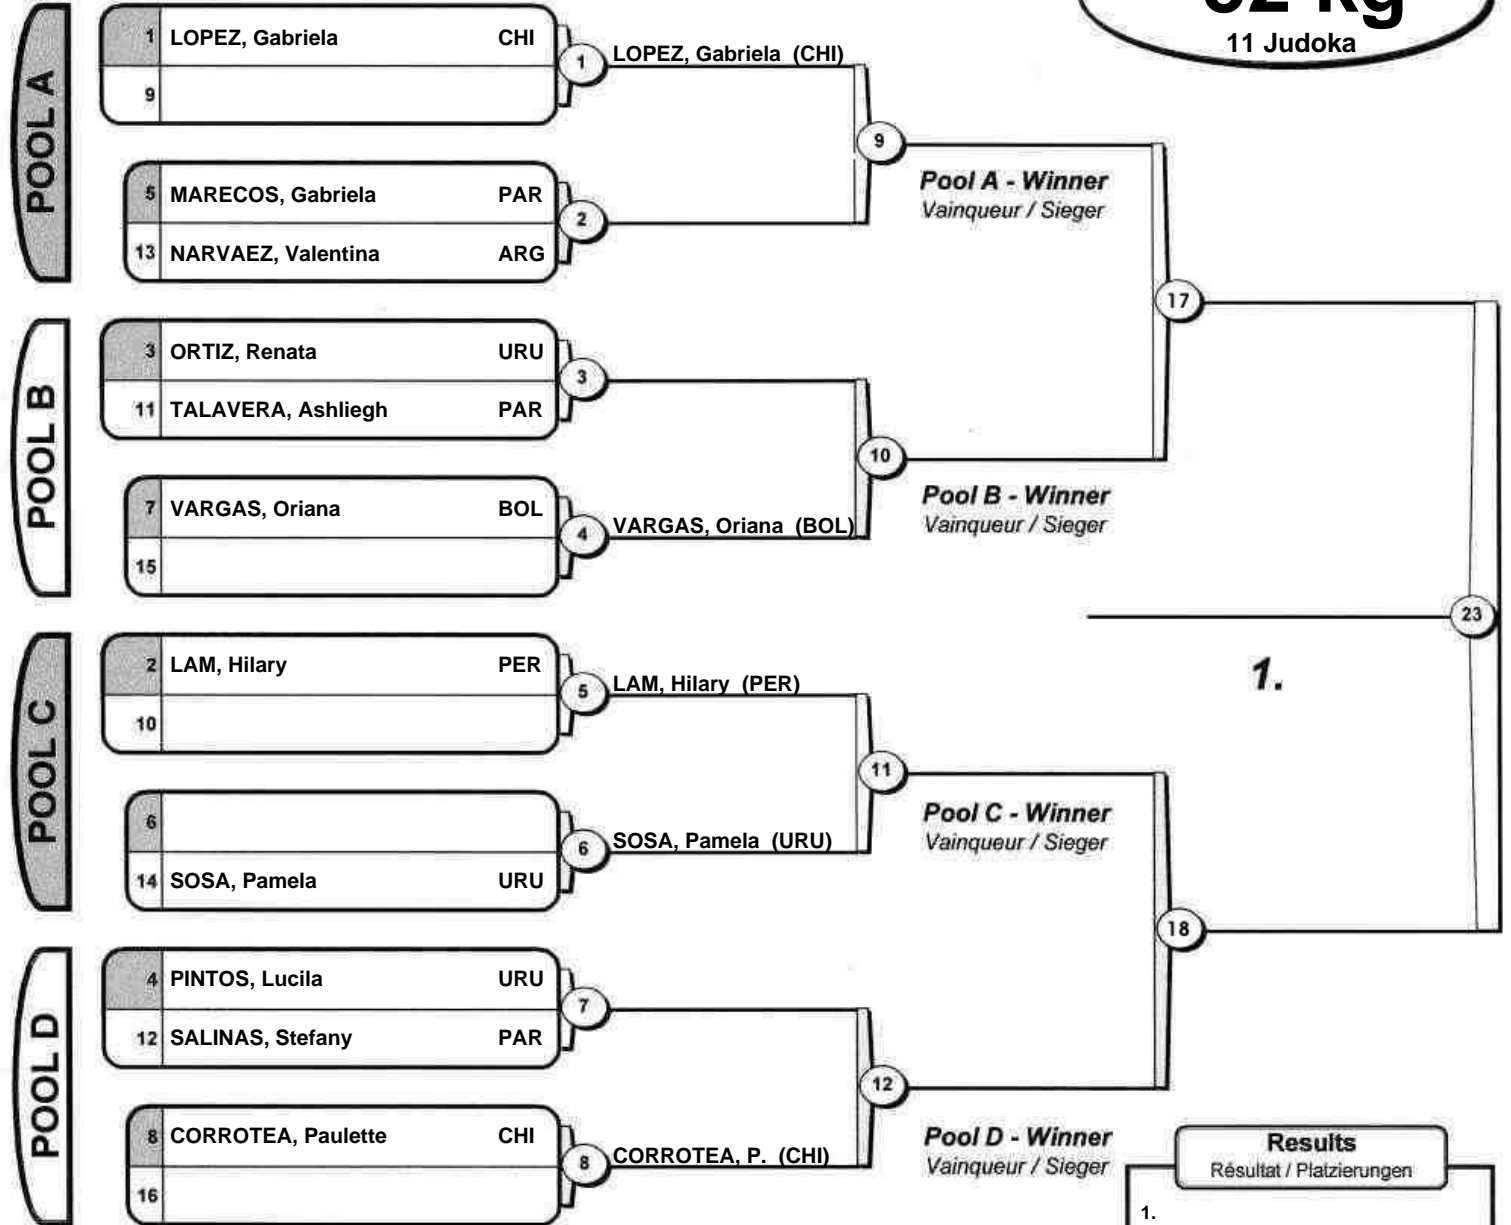 11 Judoka
POOL A
1 LOPEZ, Gabriela CHI
9
1
LOPEZ, Gabriela (CHI)
5 MARECOS, Gabriela PAR
13 NARVAEZ, Valentina ARG
2
9
Pool A - Winner
Vainqueur / Sieger
POOL B
3 ORTIZ, Renata URU
11 TALAVERA, Ashliegh PAR
3
7 VARGAS, Oriana BOL
15
4
VARGAS, Oriana (BOL)
10
Pool B - Winner
Vainqueur / Sieger
17
POOL C
2 LAM, Hilary PER
10
5
LAM, Hilary (PER)
6
14 SOSA, Pamela URU
6
SOSA, Pamela (URU)
11
Pool C - Winner
Vainqueur / Sieger
POOL D
4 PINTOS, Lucila URU
12 SALINAS, Stefany PAR
7
8 CORROTEA, Paulette CHI
16
8
CORROTEA, P. (CHI)
12
Pool D - Winner
Vainqueur / Sieger
18
23
1.
Results
Résultat / Platzierungen
1.